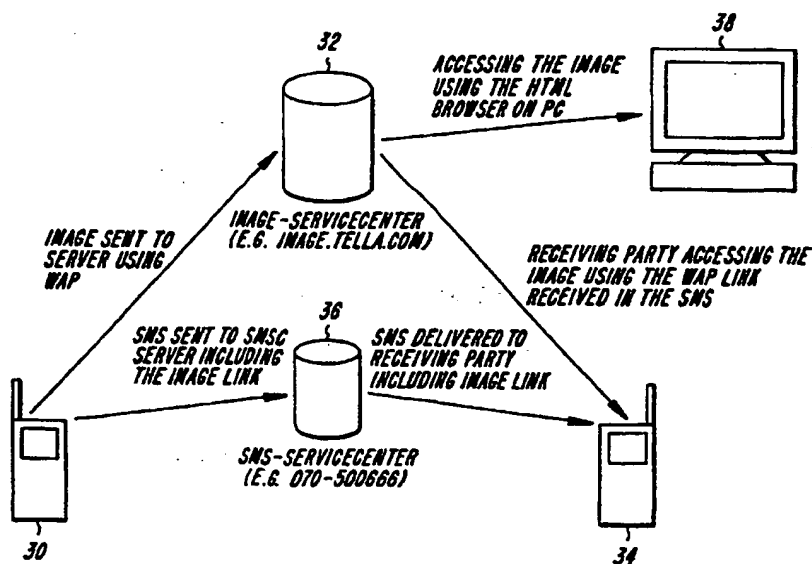 32
38
ACCESSING THE IMAGE
USING THE HTML
BROWSER ON PC
IMAGE-SERVICECENTER
(E.G. IMAGE.TELLA.COM)
IMAGE SENT TO
SERVER USING
WAP
RECEIVING PARTY ACCESSING THE
IMAGE USING THE WAP LINK
RECEIVED IN THE SMS
36
SMS SENT TO SMSC
SERVER INCLUDING
THE IMAGE LINK
SMS DELIVERED TO
RECEIVING PARTY
INCLUDING IMAGE LINK
SMS-SERVICECENTER
(E.G. 070-500666)
30
34